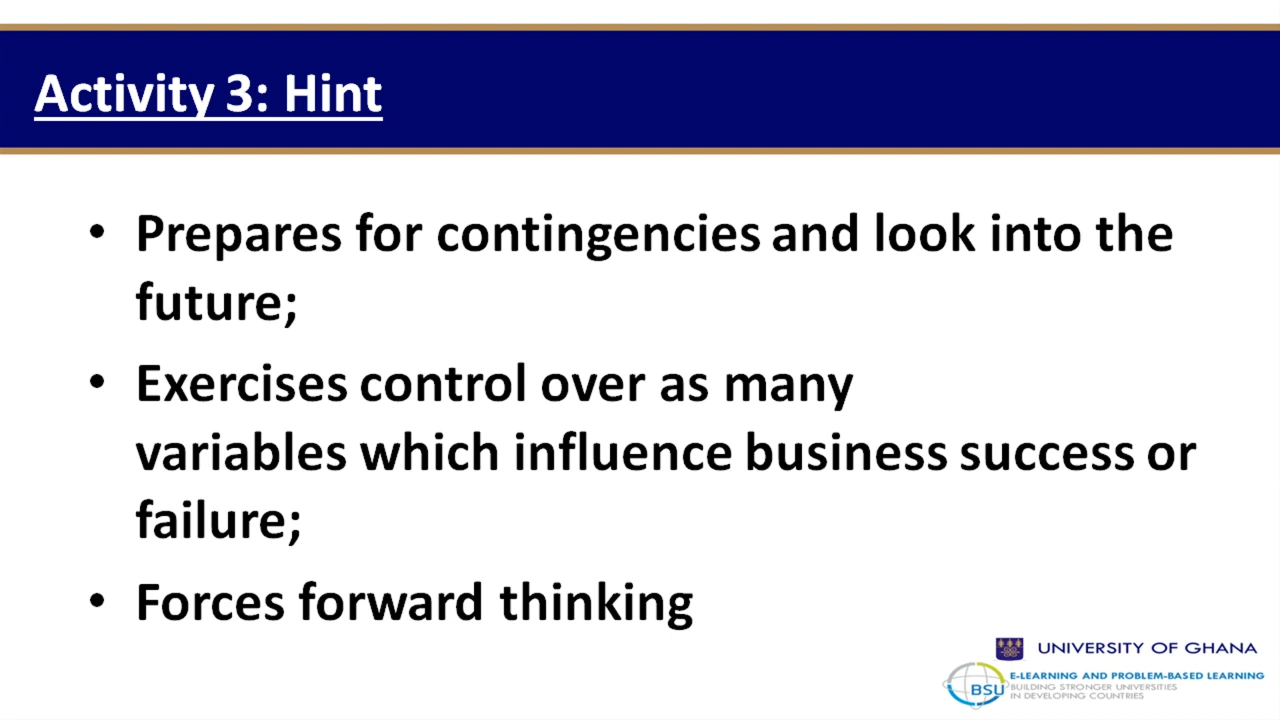 Activity 3: Hint
• Prepares for contingencies and look into the
future;
• Exercises control over as many
variables which influence business success or
failure;
• Forces forward thinking
UNIVERSITY OF GHANA
BSU
E-LEARNING AND PROBLEM-BASED LEARNING
BUILDING STRONGER UNIVERSITIES
IN DEVELOPING COUNTRIES